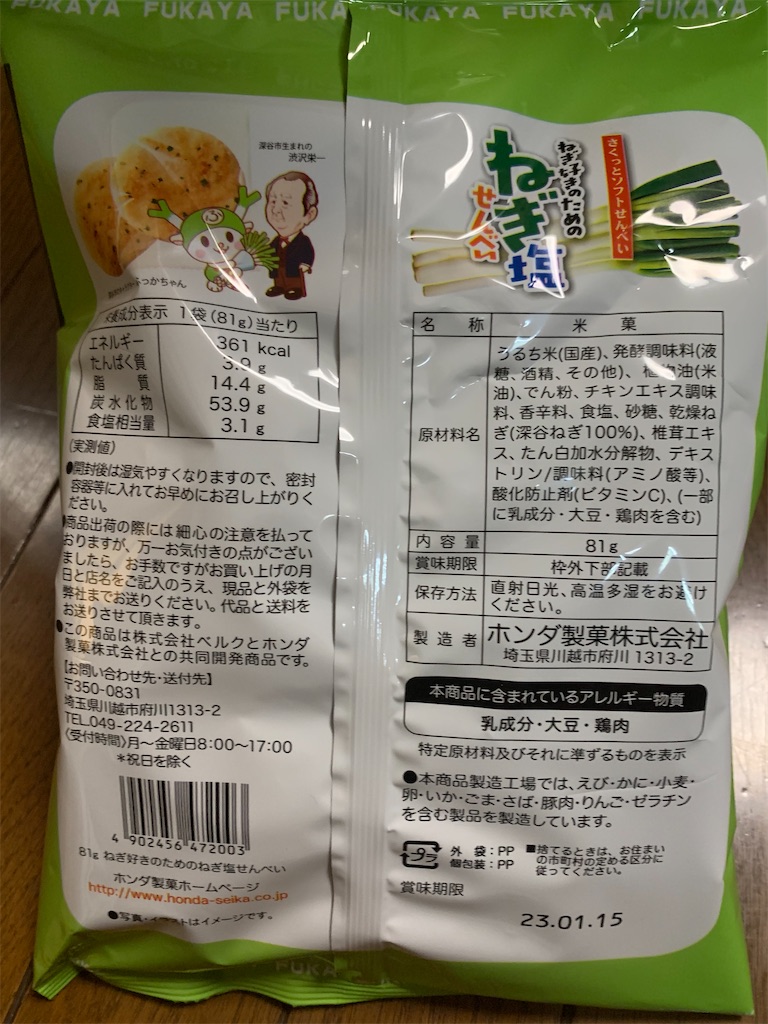 FUKAYA FUKAYA FUKAYA FUKAYA FUKAYA FUKAYA
深谷市生まれの
渋沢栄一
ふっかちゃん
成分表示 1袋(81g)当たり
エネルギー 361 kcal
たんぱく質 3.9 g
脂質 14.4 g
炭水化物 53.9 g
食塩相当量 3.1 g
(実測値)
●開封後は湿気やすくなりますので、密封
容器等に入れてお早めにお召し上がりく
ださい。
●商品出荷の際には細心の注意を払って
おりますが、万一お気付きの点がござい
ましたら、お手数ですがお買い上げの月
日と店名をご記入のうえ、現品と外袋を
弊社までお送りください。代品と送料を
お送りさせて頂きます。
●この商品は株式会社ベルクとホンダ
製菓株式会社との共同開発商品です。
【お問い合わせ先・送付先】
〒350-0831
埼玉県川越市府川1313-2
TEL.049-224-2611
〈受付時間〉月〜金曜日8:00〜17:00
*祝日を除く
4 902456 472003
81g ねぎ好きのためのねぎ塩せんべい
ホンダ製菓ホームページ
http://www.honda-seika.co.jp
●写真・イラストはイメージです。
さくっとソフトせんべい
ねぎ好きのための
ねぎ塩
せんべい
名称 米菓
原材料名
うるち米(国産)、発酵調味料(液
糖、酒精、その他)、植物油(米
油)、でん粉、チキンエキス調味
料、香辛料、食塩、砂糖、乾燥ね
ぎ(深谷ねぎ100%)、椎茸エキ
ス、たん白加水分解物、デキス
トリン/調味料(アミノ酸等)、
酸化防止剤(ビタミンC)、(一部
に乳成分・大豆・鶏肉を含む)
内容量 81g
賞味期限 枠外下部記載
保存方法 直射日光、高温多湿をお避け
ください。
製造者 ホンダ製菓株式会社
埼玉県川越市府川1313-2
本商品に含まれているアレルギー物質
乳成分・大豆・鶏肉
特定原材料及びそれに準ずるものを表示
●本商品製造工場では、えび・かに・小麦・
卵・いか・ごま・さば・豚肉・りんご・ゼラチン
を含む製品を製造しています。
プラ
外袋:PP
個包装:PP
■捨てるときは、お住まい
の市町村の定める区分に
従ってください。
賞味期限
23.01.15
FUKA